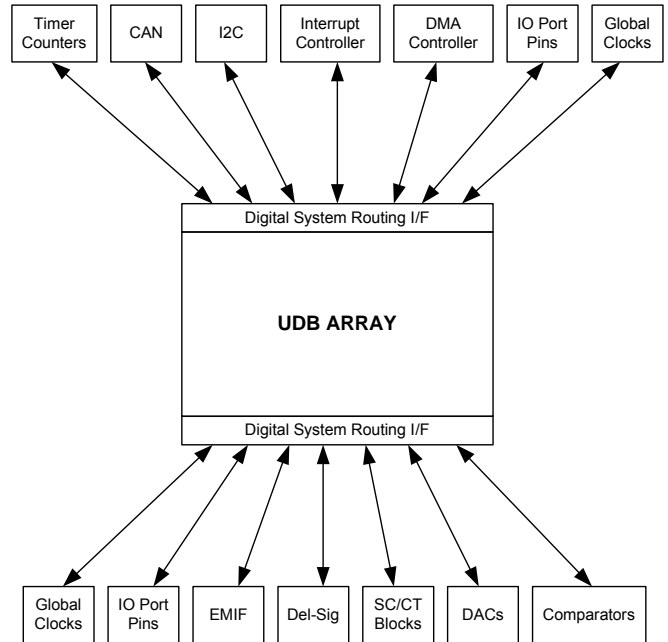 Timer
Counters
CAN
I2C
Interrupt
Controller
DMA
Controller
IO Port
Pins
Global
Clocks
Digital System Routing I/F
UDB ARRAY
Digital System Routing I/F
Global
Clocks
IO Port
Pins
EMIF
Del-Sig
SC/CT
Blocks
DACs
Comparators